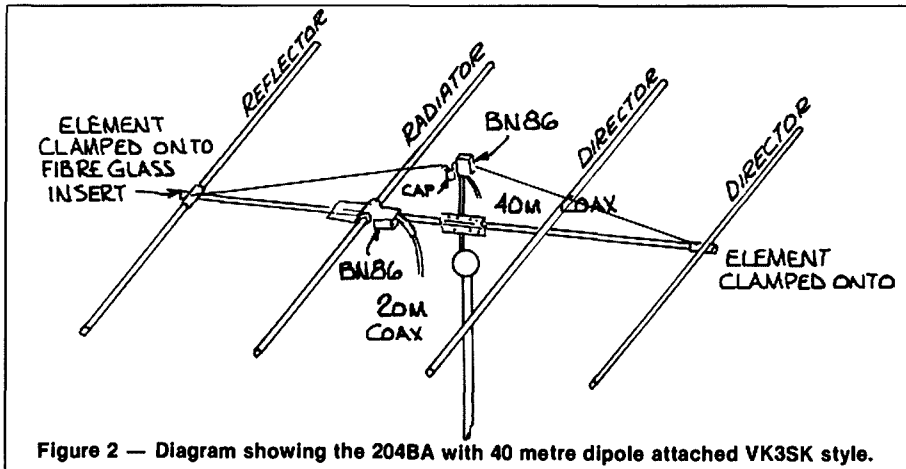 REFLECTOR
RADIATOR
DIRECTOR
DIRECTOR
ELEMENT
CLAMPED ONTO
FIBRE GLASS
INSERT
BN86
CAP
40M COAX
BN86
20M
COAX
ELEMENT
CLAMPED ONTO
Figure 2 — Diagram showing the 204BA with 40 metre dipole attached VK3SK style.